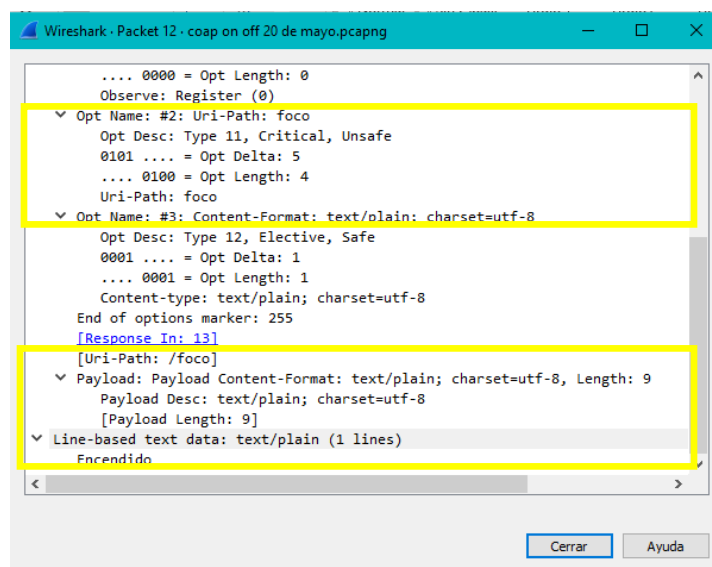 Wireshark · Packet 12 · coap on off 20 de mayo.pcapng
.... 0000 = Opt Length: 0
Observe: Register (0)
Opt Name: #2: Uri-Path: foco
Opt Desc: Type 11, Critical, Unsafe
0101 .... = Opt Delta: 5
.... 0100 = Opt Length: 4
Uri-Path: foco
Opt Name: #3: Content-Format: text/plain; charset=utf-8
Opt Desc: Type 12, Elective, Safe
0001 .... = Opt Delta: 1
.... 0001 = Opt Length: 1
Content-type: text/plain; charset=utf-8
End of options marker: 255
[Response In: 13]
[Uri-Path: /foco]
Payload: Payload Content-Format: text/plain; charset=utf-8, Length: 9
Payload Desc: text/plain; charset=utf-8
[Payload Length: 9]
Line-based text data: text/plain (1 lines)
Encendido
Cerrar
Ayuda